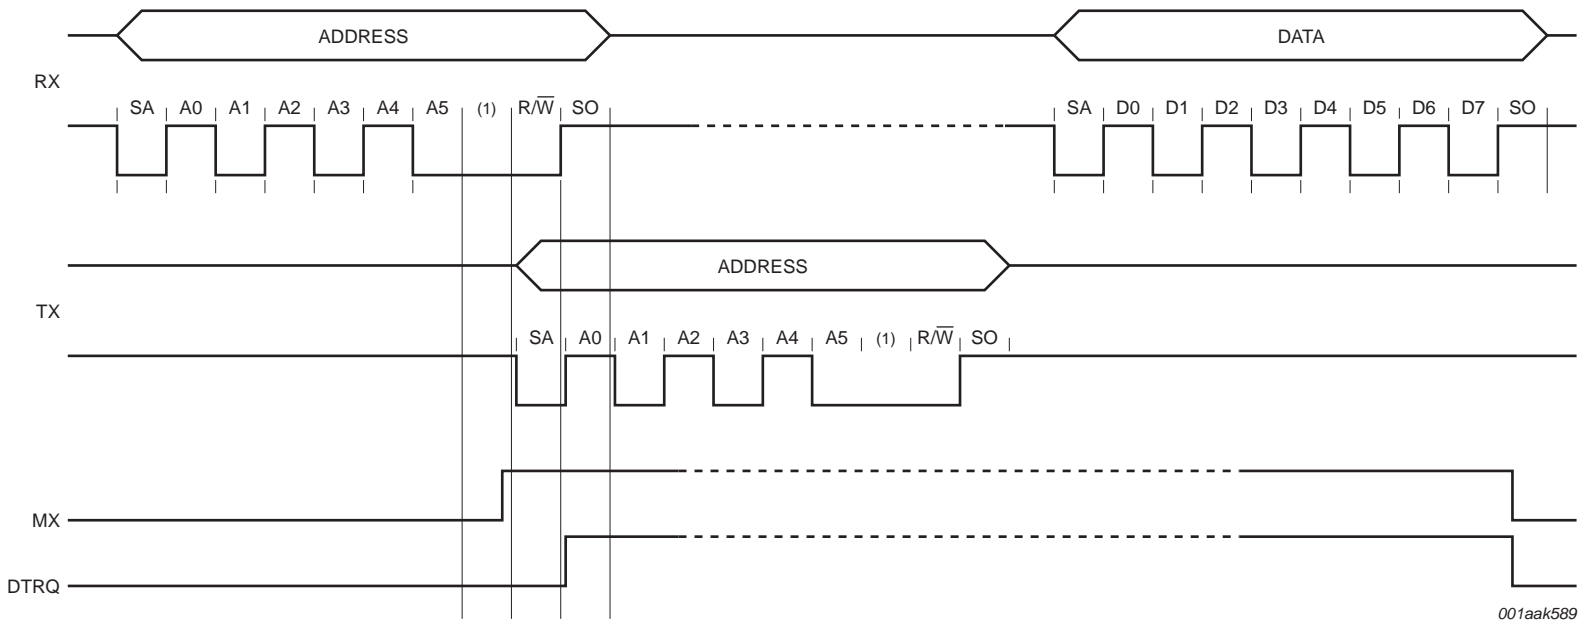 ADDRESS DATA
RX
SA A0 A1 A2 A3 A4 A5 (1) R/W̅ SO SA D0 D1 D2 D3 D4 D5 D6 D7 SO
ADDRESS
TX
SA A0 A1 A2 A3 A4 A5 (1) R/W̅ SO
MX
DTRQ
001aak589